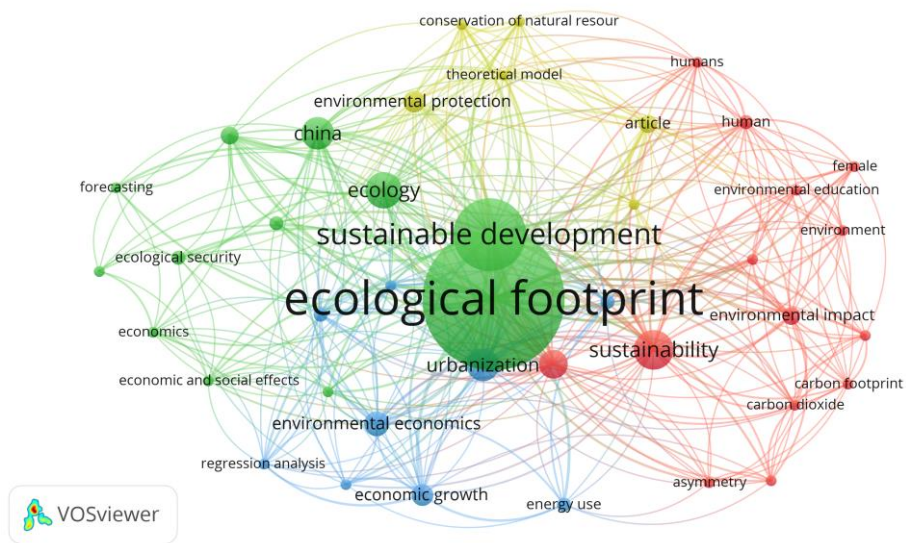 conservation of natural resour
humans
theoretical model
environmental protection
article
human
china
female
forecasting
ecology
environmental education
sustainable development
environment
ecological security
ecological footprint
environmental impact
economics
sustainability
urbanization
economic and social effects
carbon footprint
carbon dioxide
environmental economics
regression analysis
asymmetry
economic growth
energy use
VOSviewer